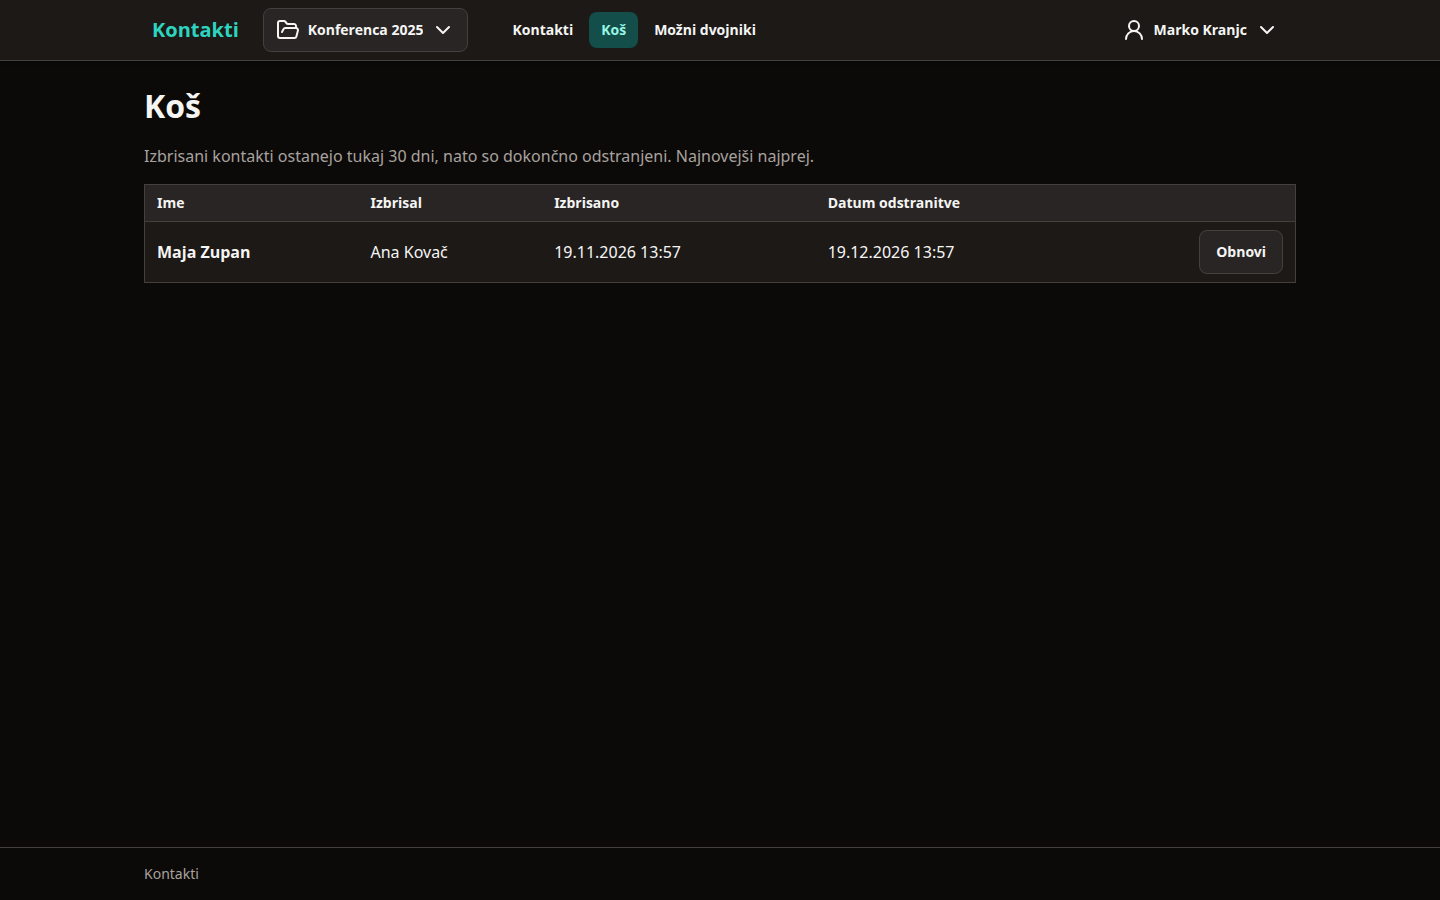 Kontakti Konferenca 2025 Kontakti Koš Možni dvojniki Marko Kranjc
Koš
Izbrisani kontakti ostanejo tukaj 30 dni, nato so dokončno odstranjeni. Najnovejši najprej.
Ime Izbrisal Izbrisano Datum odstranitve
Maja Zupan Ana Kovač 19.11.2026 13:57 19.12.2026 13:57 Obnovi
Kontakti